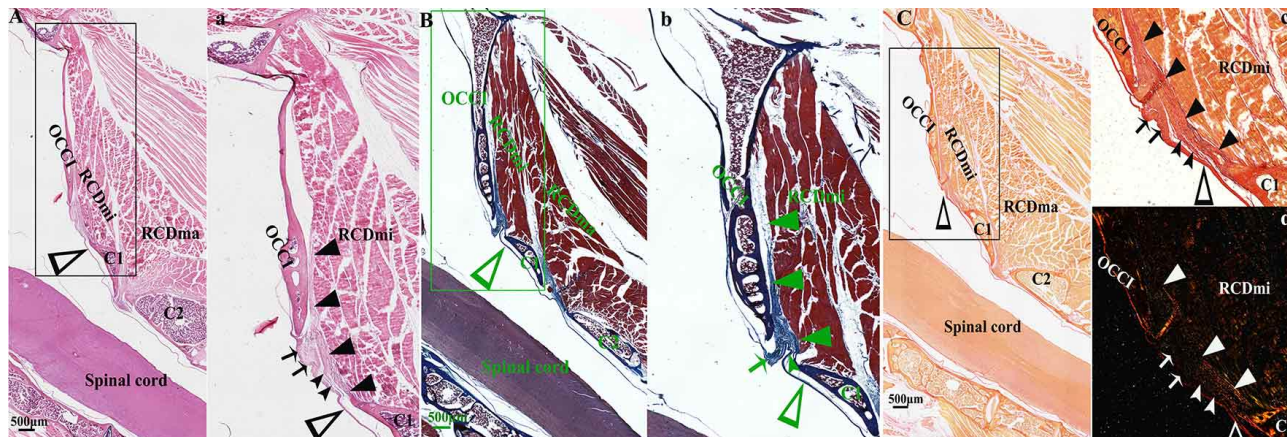 A
OCCI
RCDmi
RCDma
C1
C2
Spinal cord
500μm
a
OCCI
RCDmi
C1
B
OCCI
RCDmi
RCDma
C1
C2
Spinal cord
500μm
b
OCCI
RCDmi
C1
C
OCCI
RCDmi
RCDma
C1
C2
Spinal cord
500μm
c
OCCI
RCDmi
C1
d
OCCI
RCDmi